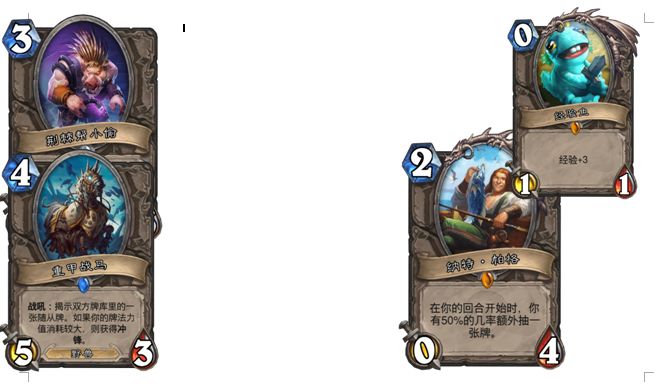 3
荆棘帮小偷
4
重甲战马
战吼：揭示双方牌库里的一
张随从牌。如果你的牌法力
值消耗较大，则获得冲
锋。
野兽
5
3
0
经验鱼
经验+3
1
1
2
纳特·帕格
在你的回合开始时，你
有50%的几率额外抽一
张牌。
0
4